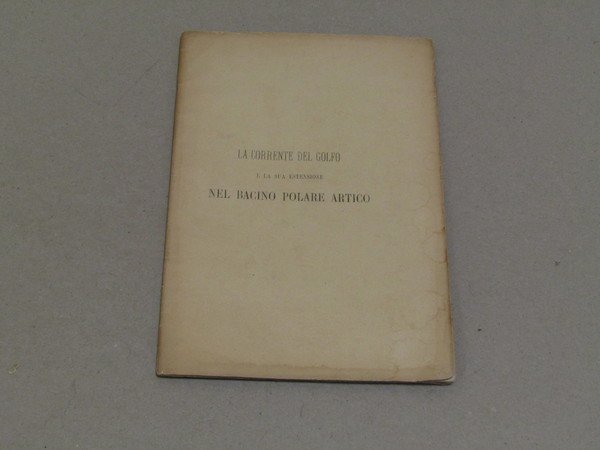 LA CORRENTE DEL GOLFO
E LA SUA ESTENSIONE
NEL BACINO POLARE ARTICO